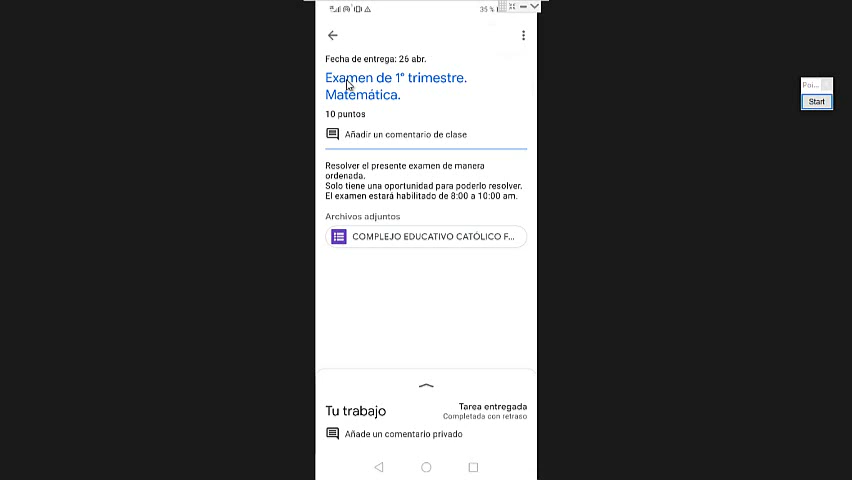 35 %
Fecha de entrega: 26 abr.
Examen de 1° trimestre.
Matemática.
10 puntos
Añadir un comentario de clase
Resolver el presente examen de manera
ordenada.
Solo tiene una oportunidad para poderlo resolver.
El examen estará habilitado de 8:00 a 10:00 am.
Archivos adjuntos
COMPLEJO EDUCATIVO CATÓLICO F...
Tu trabajo
Tarea entregada
Completada con retraso
Añade un comentario privado
Poi...
Start